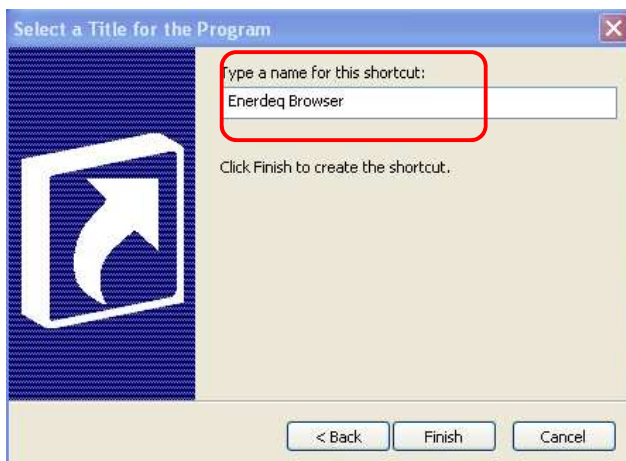 Select a Title for the Program
Type a name for this shortcut:
Enerdeq Browser
Click Finish to create the shortcut.
< Back
Finish
Cancel